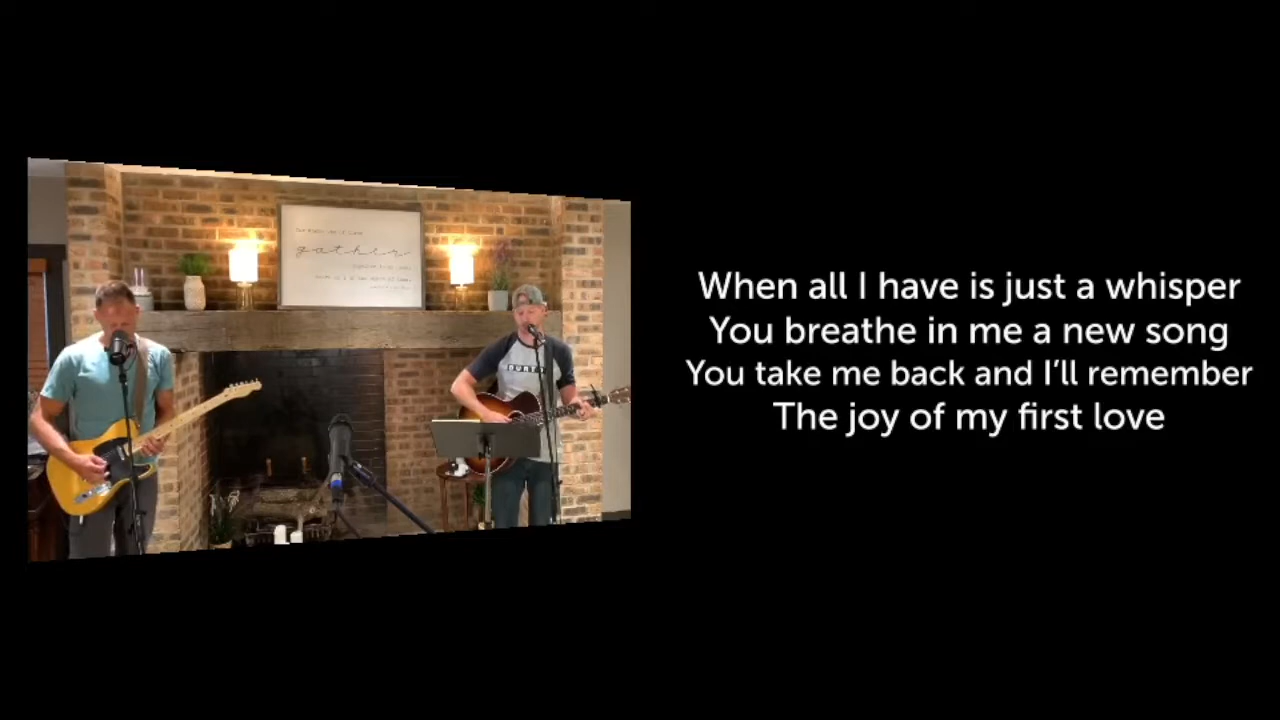 gather
When all I have is just a whisper
You breathe in me a new song
You take me back and I'll remember
The joy of my first love